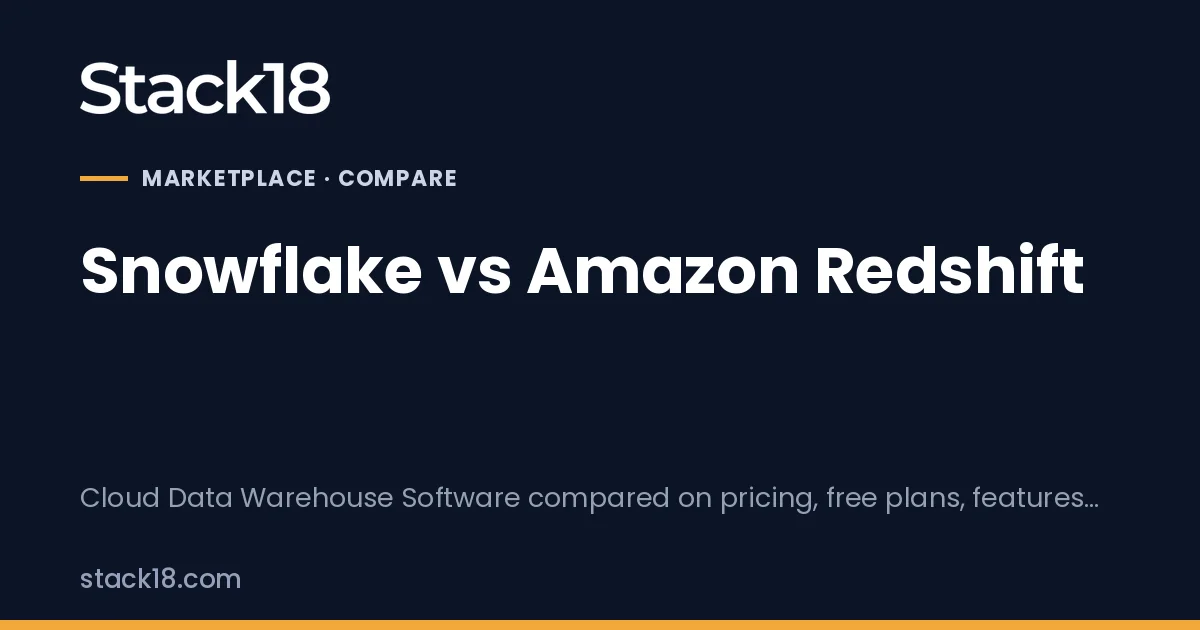 Stack18
MARKETPLACE · COMPARE
Snowflake vs Amazon Redshift
Cloud Data Warehouse Software compared on pricing, free plans, features...
stack18.com